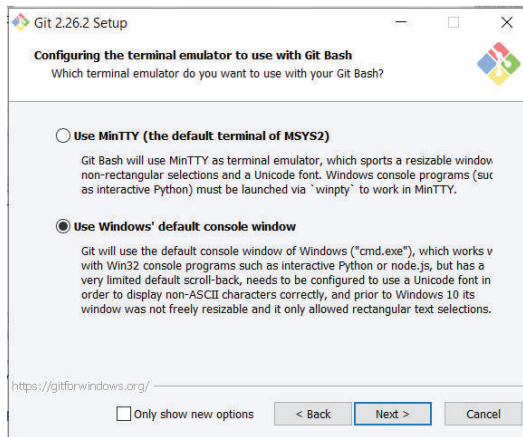 Git 2.26.2 Setup
Configuring the terminal emulator to use with Git Bash
Which terminal emulator do you want to use with your Git Bash?
Use MinTTY (the default terminal of MSYS2)
Git Bash will use MinTTY as terminal emulator, which sports a resizable window
non-rectangular selections and a Unicode font. Windows console programs (suc
as interactive Python) must be launched via `winpty` to work in MinTTY.
Use Windows' default console window
Git will use the default console window of Windows ("cmd.exe"), which works w
with Win32 console programs such as interactive Python or node.js, but has a
very limited default scroll-back, needs to be configured to use a Unicode font in
order to display non-ASCII characters correctly, and prior to Windows 10 its
window was not freely resizable and it only allowed rectangular text selections.
https://gitforwindows.org/
Only show new options
< Back
Next >
Cancel